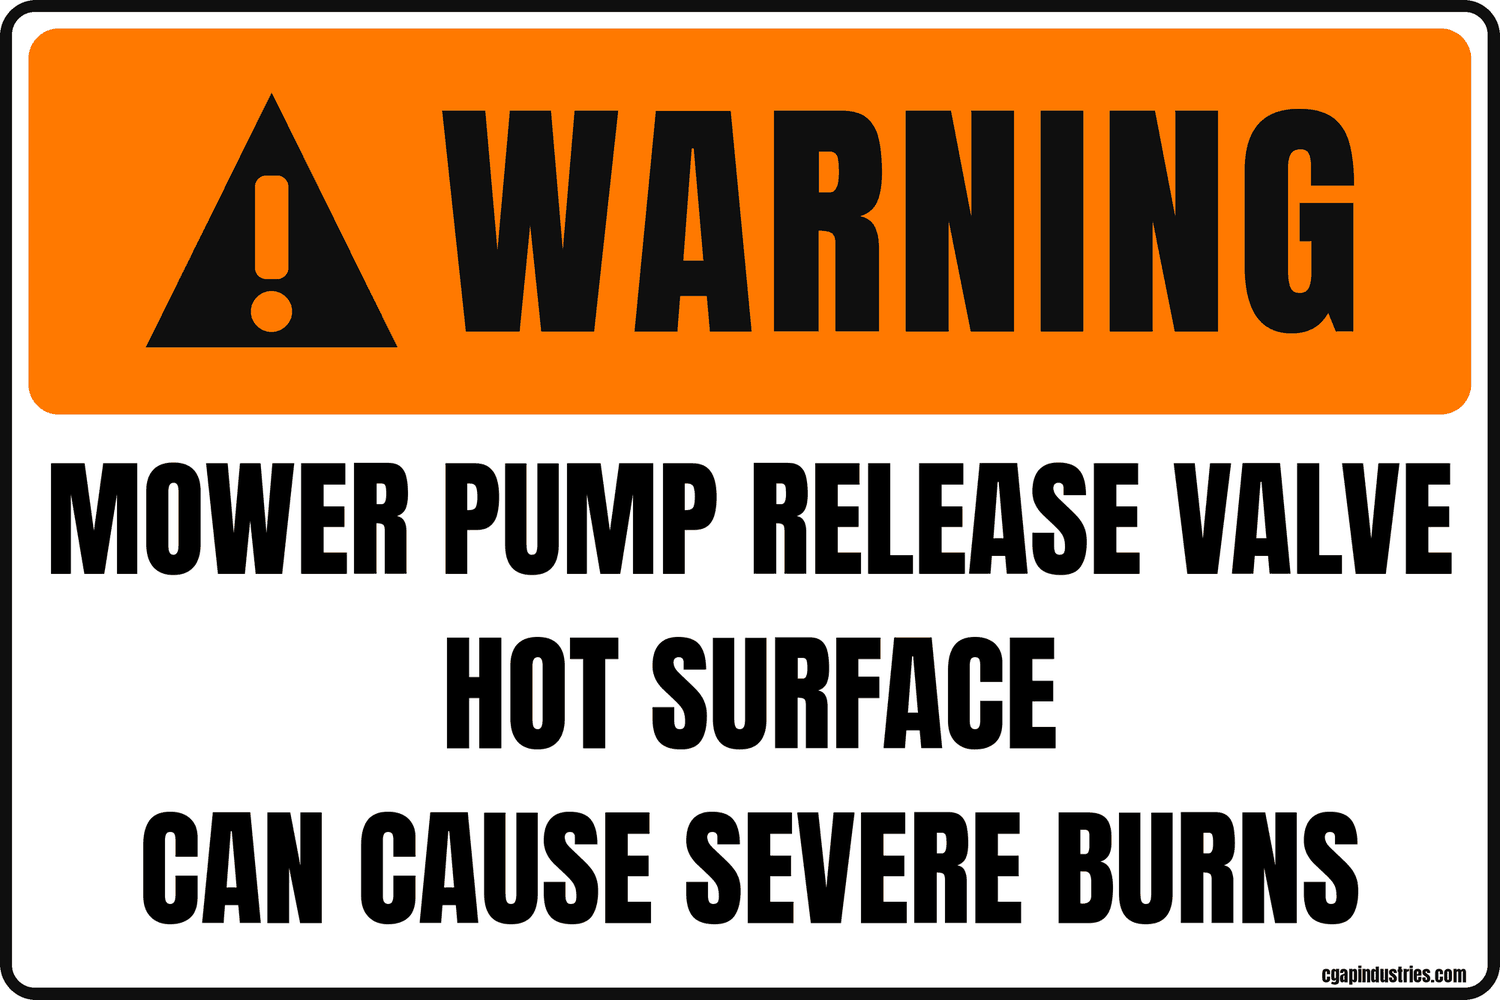 WARNING
MOWER PUMP RELEASE VALVE
HOT SURFACE
CAN CAUSE SEVERE BURNS
cgapindustries.com